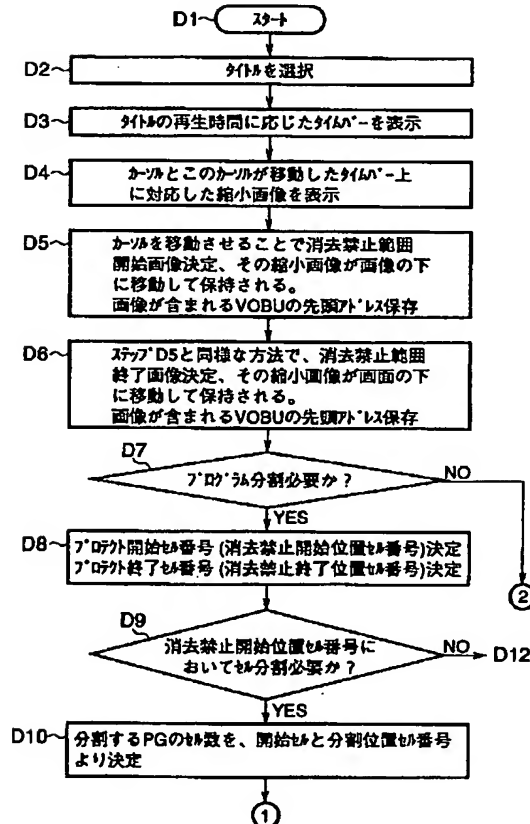 D1 スタート
D2 タイトルを選択
D3 タイトルの再生時間に応じたタイムバーを表示
D4 カーソルとこのカーソルが移動したタイムバー上
に対応した縮小画像を表示
D5 カーソルを移動させることで消去禁止範囲
開始画像決定、その縮小画像が画像の下
に移動して保持される。
画像が含まれるVOBUの先頭アドレス保存
D6 ステップD5と同様な方法で、消去禁止範囲
終了画像決定、その縮小画像が画面の下
に移動して保持される。
画像が含まれるVOBUの先頭アドレス保存
D7 プログラム分割必要か?
NO
YES
②
D8 プロテクト開始セル番号(消去禁止開始位置セル番号)決定
プロテクト終了セル番号(消去禁止終了位置セル番号)決定
D9 消去禁止開始位置セル番号に
おいてセル分割必要か?
NO D12
YES
D10 分割するPGのセル数を、開始セルと分割位置セル番号
より決定
①